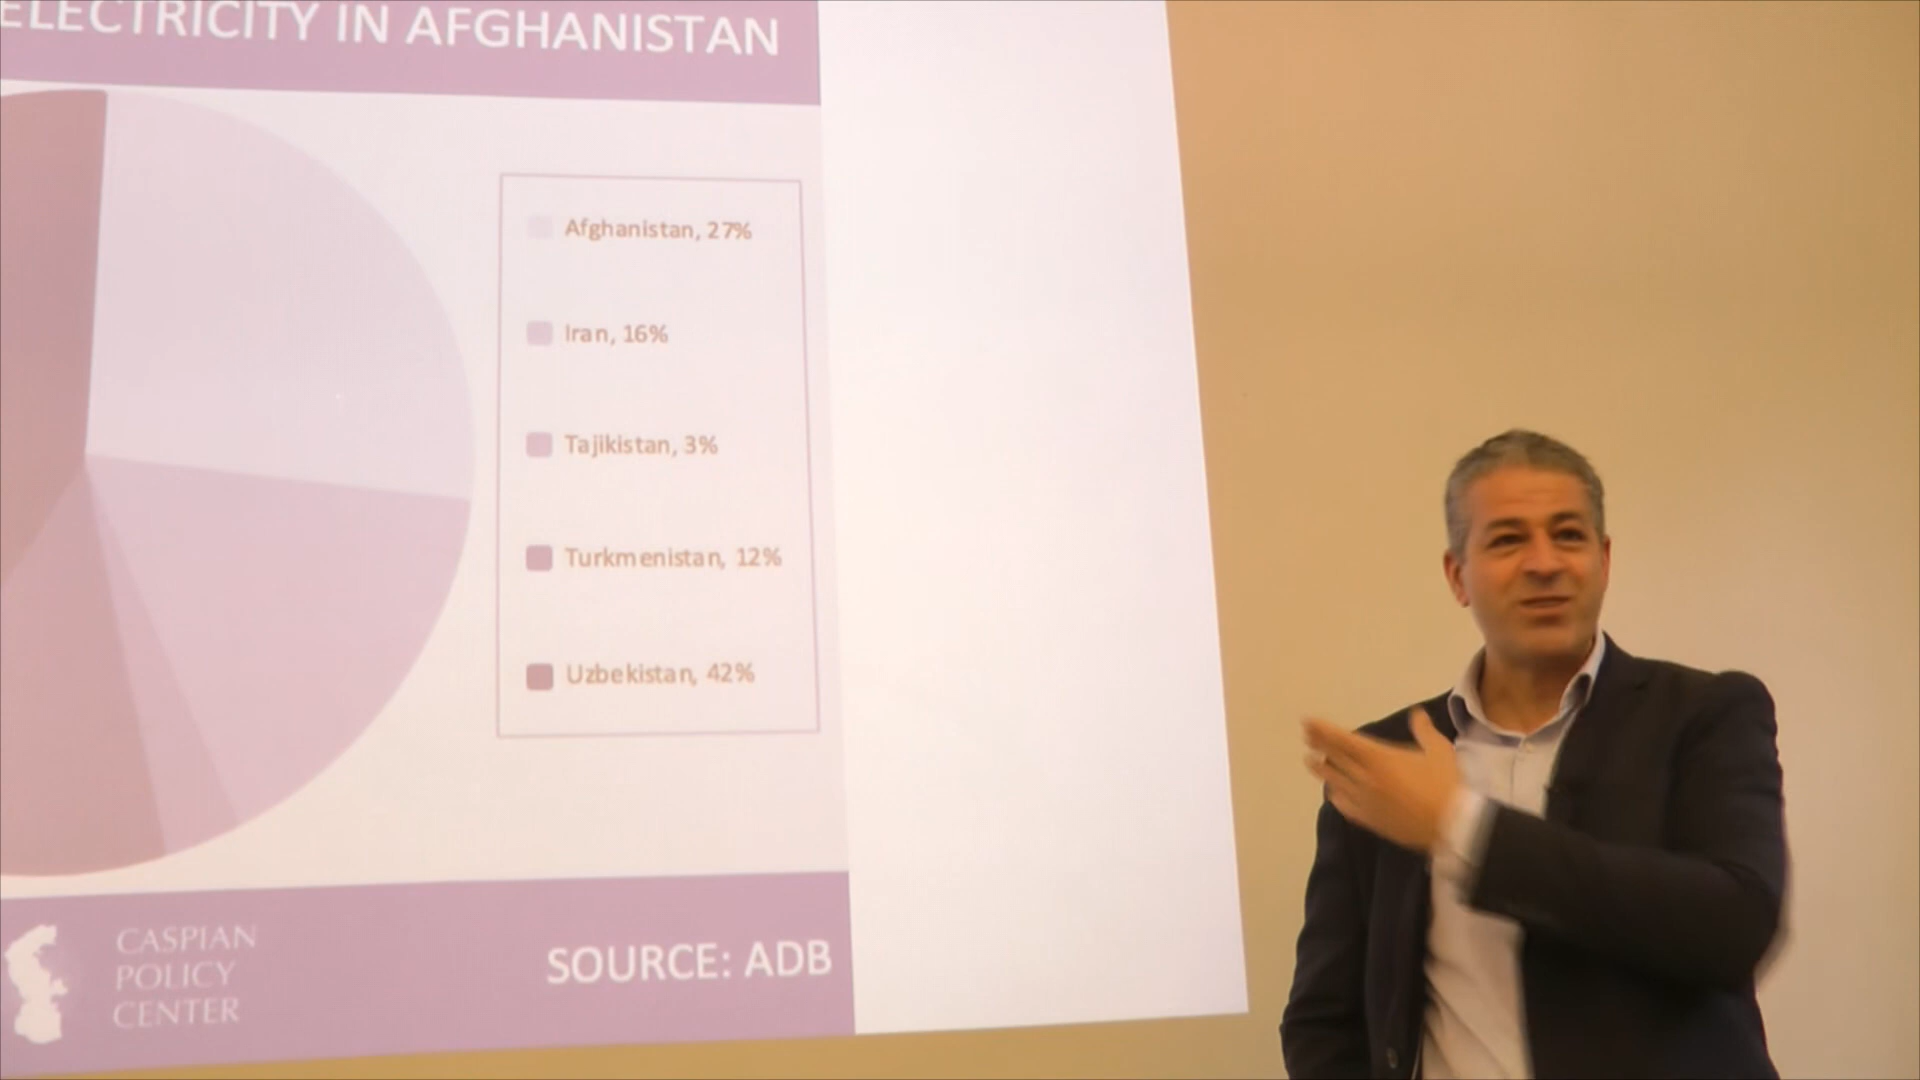 ELECTRICITY IN AFGHANISTAN
Afghanistan, 27%
Iran, 16%
Tajikistan, 3%
Turkmenistan, 12%
Uzbekistan, 42%
CASPIAN
POLICY
CENTER
SOURCE: ADB